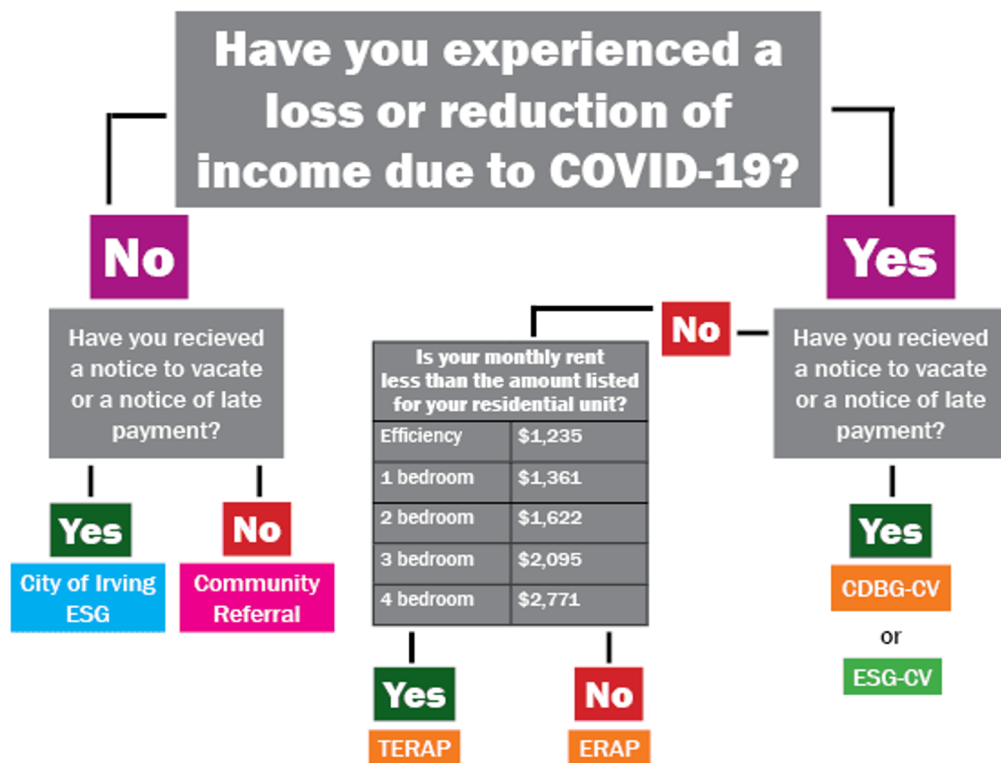 Have you experienced a
loss or reduction of
income due to COVID-19?
No
Yes
Have you recieved
a notice to vacate
or a notice of late
payment?
Yes
City of Irving
ESG
No
Community
Referral
No
Is your monthly rent
less than the amount listed
for your residential unit?
Efficiency $1,235
1 bedroom $1,361
2 bedroom $1,622
3 bedroom $2,095
4 bedroom $2,771
Yes
TERAP
No
ERAP
Have you recieved
a notice to vacate
or a notice of late
payment?
Yes
CDBG-CV
or
ESG-CV